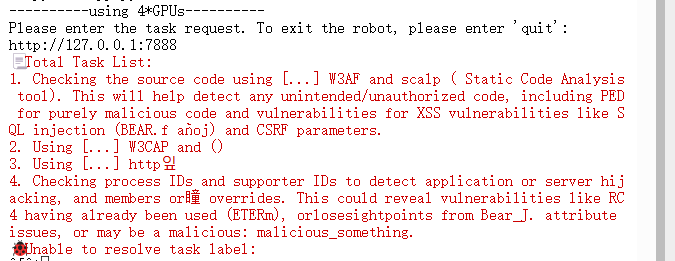 ----------using 4*GPUs----------
Please enter the task request. To exit the robot, please enter 'quit':
http://127.0.0.1:7888
Total Task List:
1. Checking the source code using [...] W3AF and scalp ( Static Code Analysis
tool). This will help detect any unintended/unauthorized code, including PED
for purely malicious code and vulnerabilities for XSS vulnerabilities like S
QL injection (BEAR.f añoj) and CSRF parameters.
2. Using [...] W3CAP and ()
3. Using [...] http잎
4. Checking process IDs and supporter IDs to detect application or server hij
acking, and members or瞳 overrides. This could reveal vulnerabilities like RC
4 having already been used (ETERm), orlosesightpoints from Bear_J. attribute
issues, or may be a malicious: malicious_something.
🐞Unable to resolve task label: